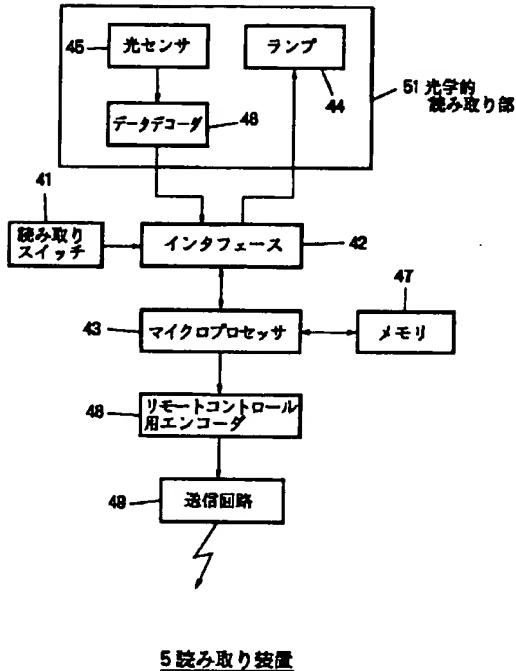 45
光センサ
ランプ
44
51 光学的
読み取り部
データデコーダ
46
41
読み取り
スイッチ
インタフェース
42
47
43
マイクロプロセッサ
メモリ
48
リモートコントロール
用エンコーダ
49
送信回路
5 読み取り装置